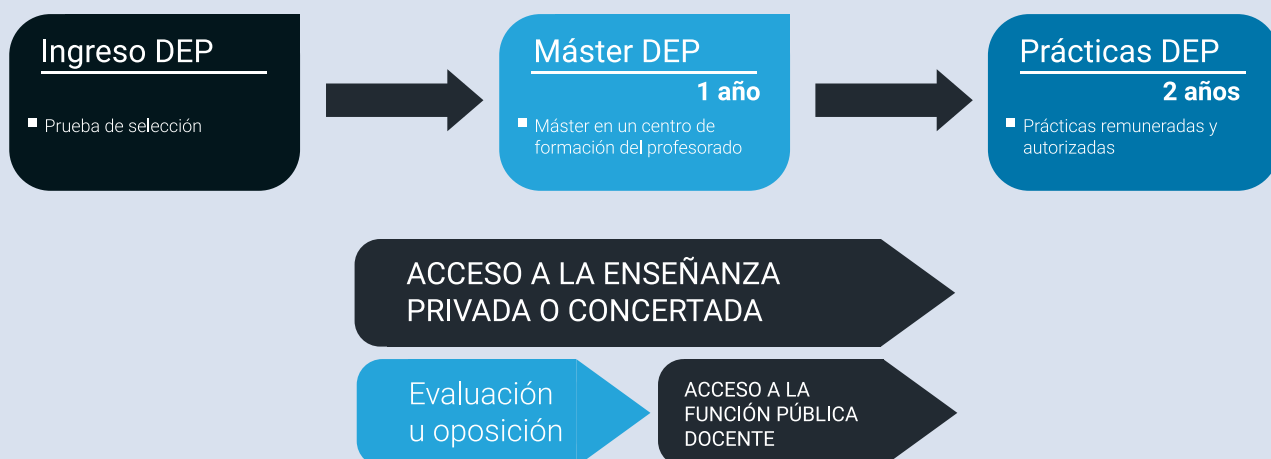 Ingreso DEP
Prueba de selección
Máster DEP
1 año
Máster en un centro de
formación del profesorado
Prácticas DEP
2 años
Prácticas remuneradas y
autorizadas
ACCESO A LA ENSEÑANZA
PRIVADA O CONCERTADA
Evaluación
u oposición
ACCESO A LA
FUNCIÓN PÚBLICA
DOCENTE